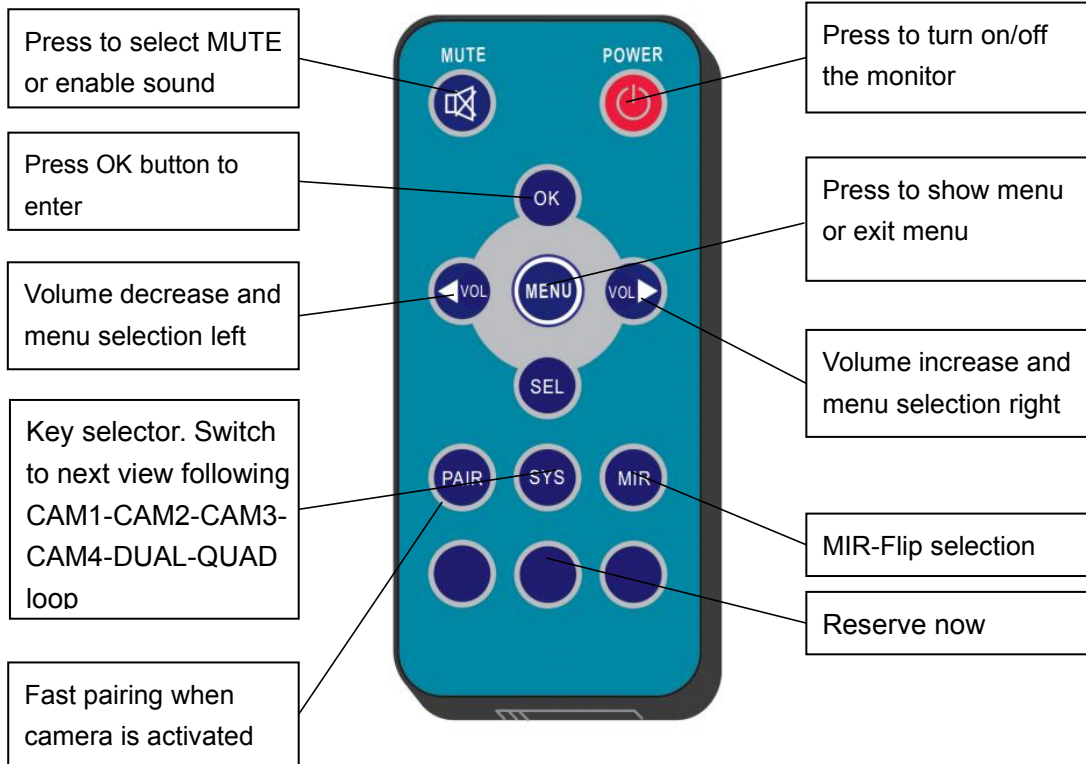 Press to select MUTE
or enable sound
Press OK button to
enter
Volume decrease and
menu selection left
Key selector. Switch
to next view following
CAM1-CAM2-CAM3-
CAM4-DUAL-QUAD
loop
Fast pairing when
camera is activated
MUTE
POWER
OK
VOL
MENU
VOL
SEL
PAIR
SYS
MIR
Press to turn on/off
the monitor
Press to show menu
or exit menu
Volume increase and
menu selection right
MIR-Flip selection
Reserve now